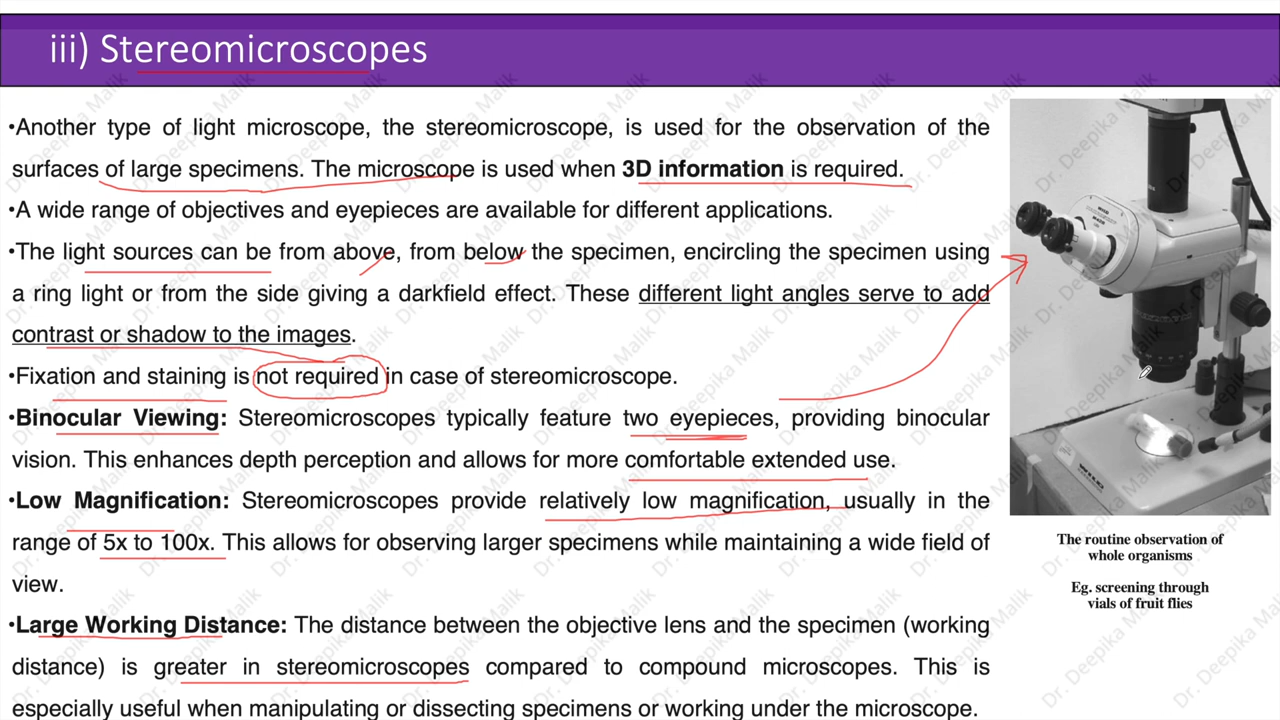 iii) Stereomicroscopes
•Another type of light microscope, the stereomicroscope, is used for the observation of the
surfaces of large specimens. The microscope is used when 3D information is required.
•A wide range of objectives and eyepieces are available for different applications.
•The light sources can be from above, from below the specimen, encircling the specimen using
a ring light or from the side giving a darkfield effect. These different light angles serve to add
contrast or shadow to the images.
•Fixation and staining is not required in case of stereomicroscope.
•Binocular Viewing: Stereomicroscopes typically feature two eyepieces, providing binocular
vision. This enhances depth perception and allows for more comfortable extended use.
•Low Magnification: Stereomicroscopes provide relatively low magnification, usually in the
range of 5x to 100x. This allows for observing larger specimens while maintaining a wide field of
view.
•Large Working Distance: The distance between the objective lens and the specimen (working
distance) is greater in stereomicroscopes compared to compound microscopes. This is
especially useful when manipulating or dissecting specimens or working under the microscope.
WILD
The routine observation of
whole organisms
Eg. screening through
vials of fruit flies
Dr. Deepika Malik